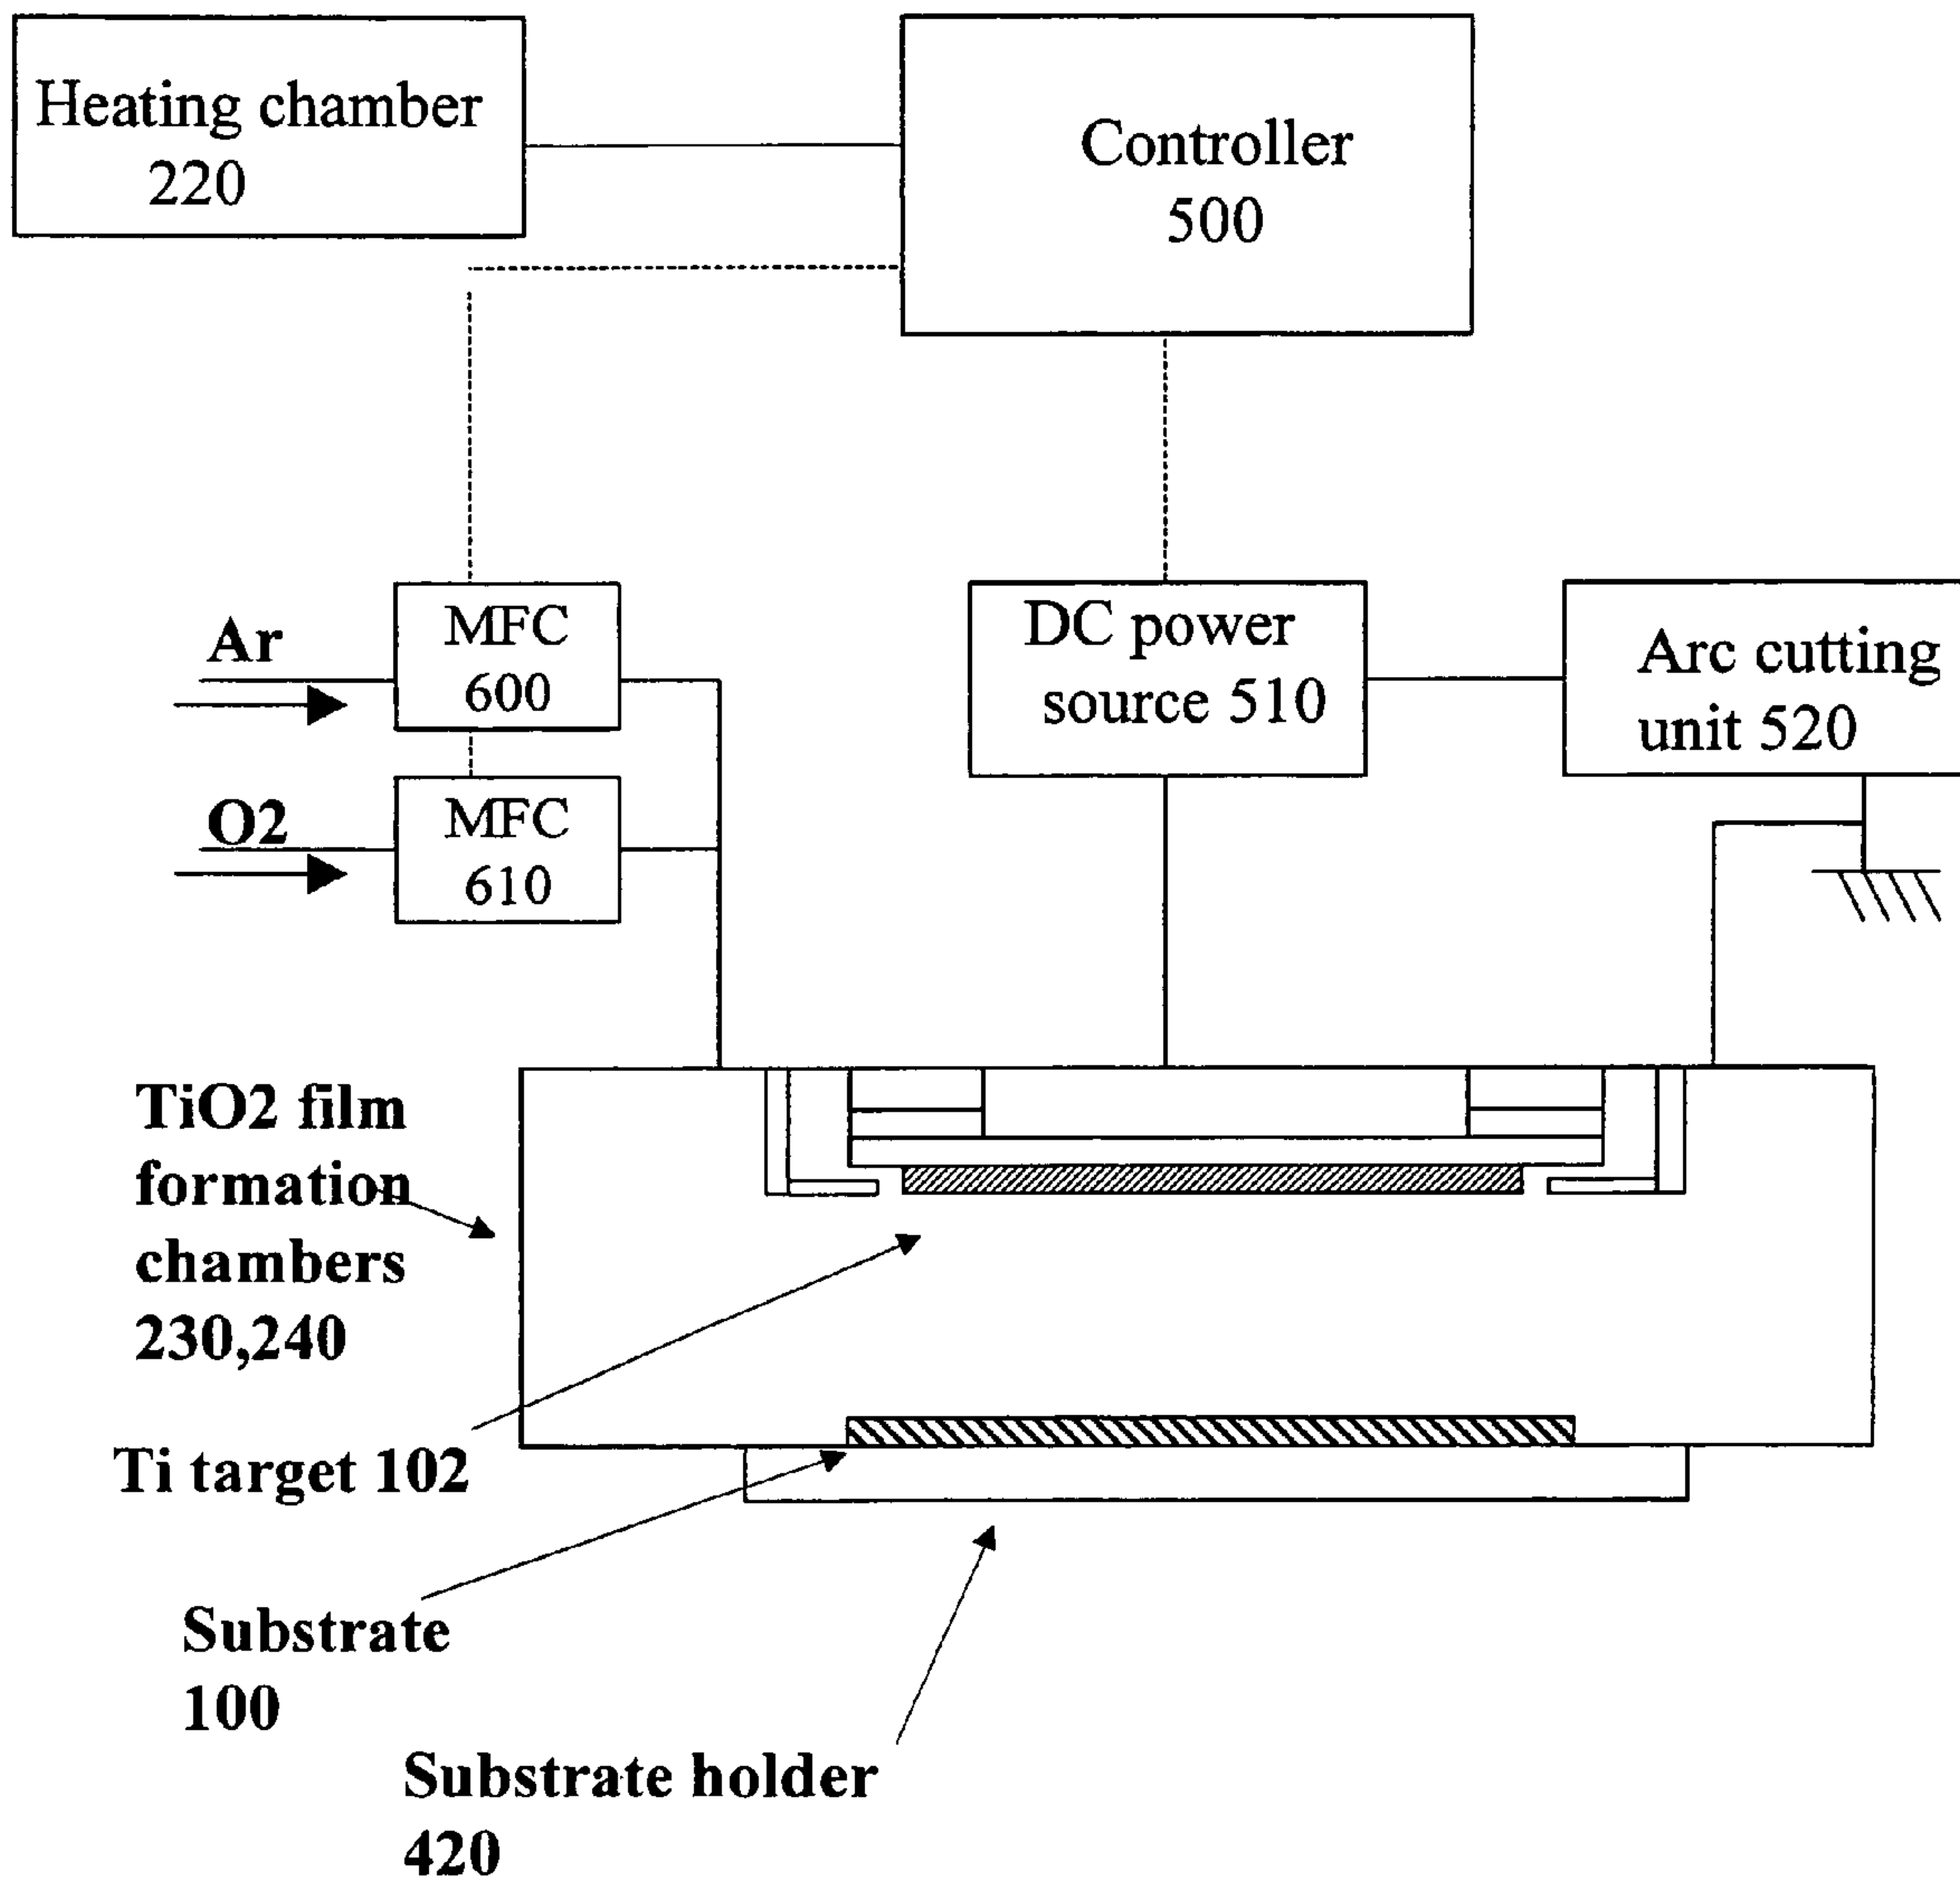 Heating chamber
220
Controller
500
Ar
MFC
600
DC power
source 510
Arc cutting
unit 520
O2
MFC
610
TiO2 film
formation
chambers
230,240
Ti target 102
Substrate
100
Substrate holder
420